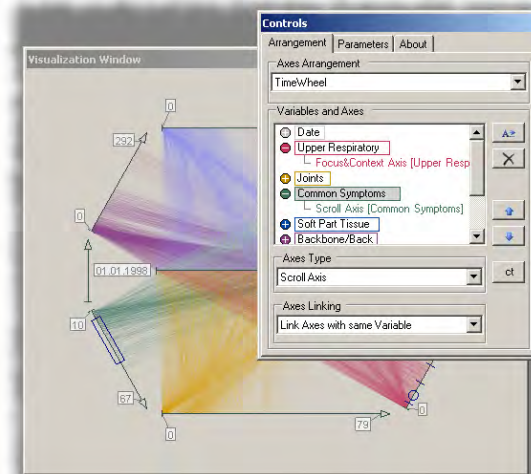 Controls
Arrangement Parameters About
Axes Arrangement
TimeWheel
Variables and Axes
Date
Upper Respiratory
Focus&Context Axis [Upper Resp
Joints
Common Symptoms
Scroll Axis [Common Symptoms]
Soft Part Tissue
Backbone/Back
A
ct
Axes Type
Scroll Axis
Axes Linking
Link Axes with same Variable
Visualization Window
0
292
0
01.01.1998
10
67
0
79
0